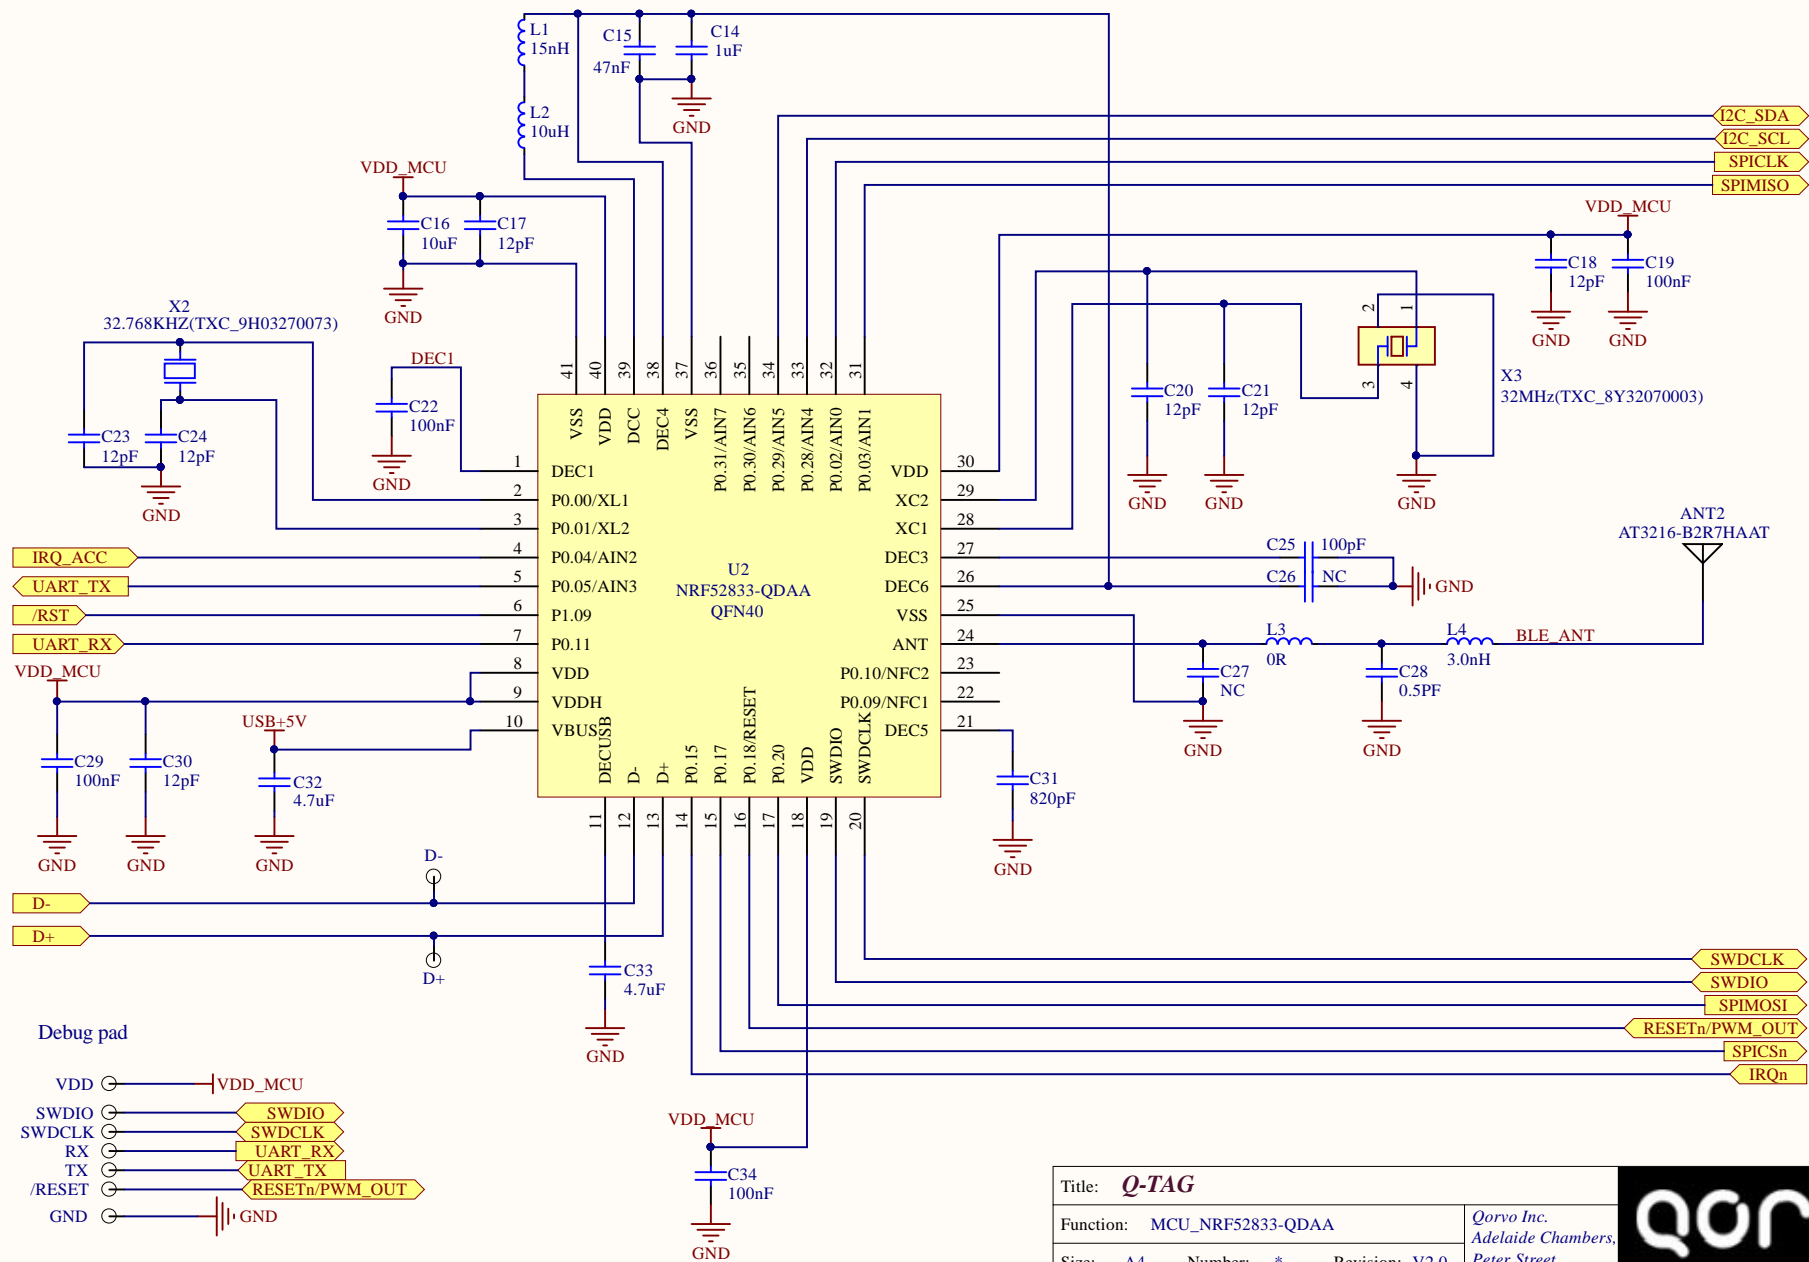 L1
15nH
C15
47nF
C14
1uF
GND
L2
10uH
I2C_SDA
I2C_SCL
SPICLK
SPIMISO
VDD_MCU
C16
10uF
C17
12pF
GND
VDD_MCU
C18
12pF
C19
100nF
GND
GND
X2
32.768KHZ(TXC_9H03270073)
C23
12pF
C24
12pF
GND
DEC1
C22
100nF
GND
2
1
3
4
X3
32MHz(TXC_8Y32070003)
C20
12pF
C21
12pF
GND
GND
GND
41
40
39
38
37
36
35
34
33
32
31
VSS
VDD
DCC
DEC4
VSS
P0.31/AIN7
P0.30/AIN6
P0.29/AIN5
P0.28/AIN4
P0.02/AIN0
P0.03/AIN1
1 DEC1
2 P0.00/XL1
3 P0.01/XL2
4 P0.04/AIN2
5 P0.05/AIN3
6 P1.09
7 P0.11
8 VDD
9 VDDH
10 VBUS
IRQ_ACC
UART_TX
/RST
UART_RX
U2
NRF52833-QDAA
QFN40
VDD 30
XC2 29
XC1 28
DEC3 27
DEC6 26
VSS 25
ANT 24
P0.10/NFC2 23
P0.09/NFC1 22
DEC5 21
C25 100pF
C26 NC
GND
ANT2
AT3216-B2R7HAAT
L3
0R
L4
3.0nH
BLE_ANT
C27
NC
GND
C28
0.5PF
GND
C31
820pF
GND
VDD_MCU
C29
100nF
GND
C30
12pF
GND
USB+5V
C32
4.7uF
GND
DECUSB
D-
D+
P0.15
P0.17
P0.18/RESET
P0.20
VDD
SWDIO
SWDCLK
11
12
13
14
15
16
17
18
19
20
D-
D-
D+
D+
C33
4.7uF
GND
SWDCLK
SWDIO
SPIMOSI
RESETn/PWM_OUT
SPICSn
IRQn
VDD_MCU
C34
100nF
GND
Debug pad
VDD VDD_MCU
SWDIO SWDIO
SWDCLK SWDCLK
RX UART_RX
TX UART_TX
/RESET RESETn/PWM_OUT
GND GND
Title: Q-TAG
Function: MCU_NRF52833-QDAA
Size: A4 Number: * Revision: V2.0
Qorvo Inc.
Adelaide Chambers,
Peter Street